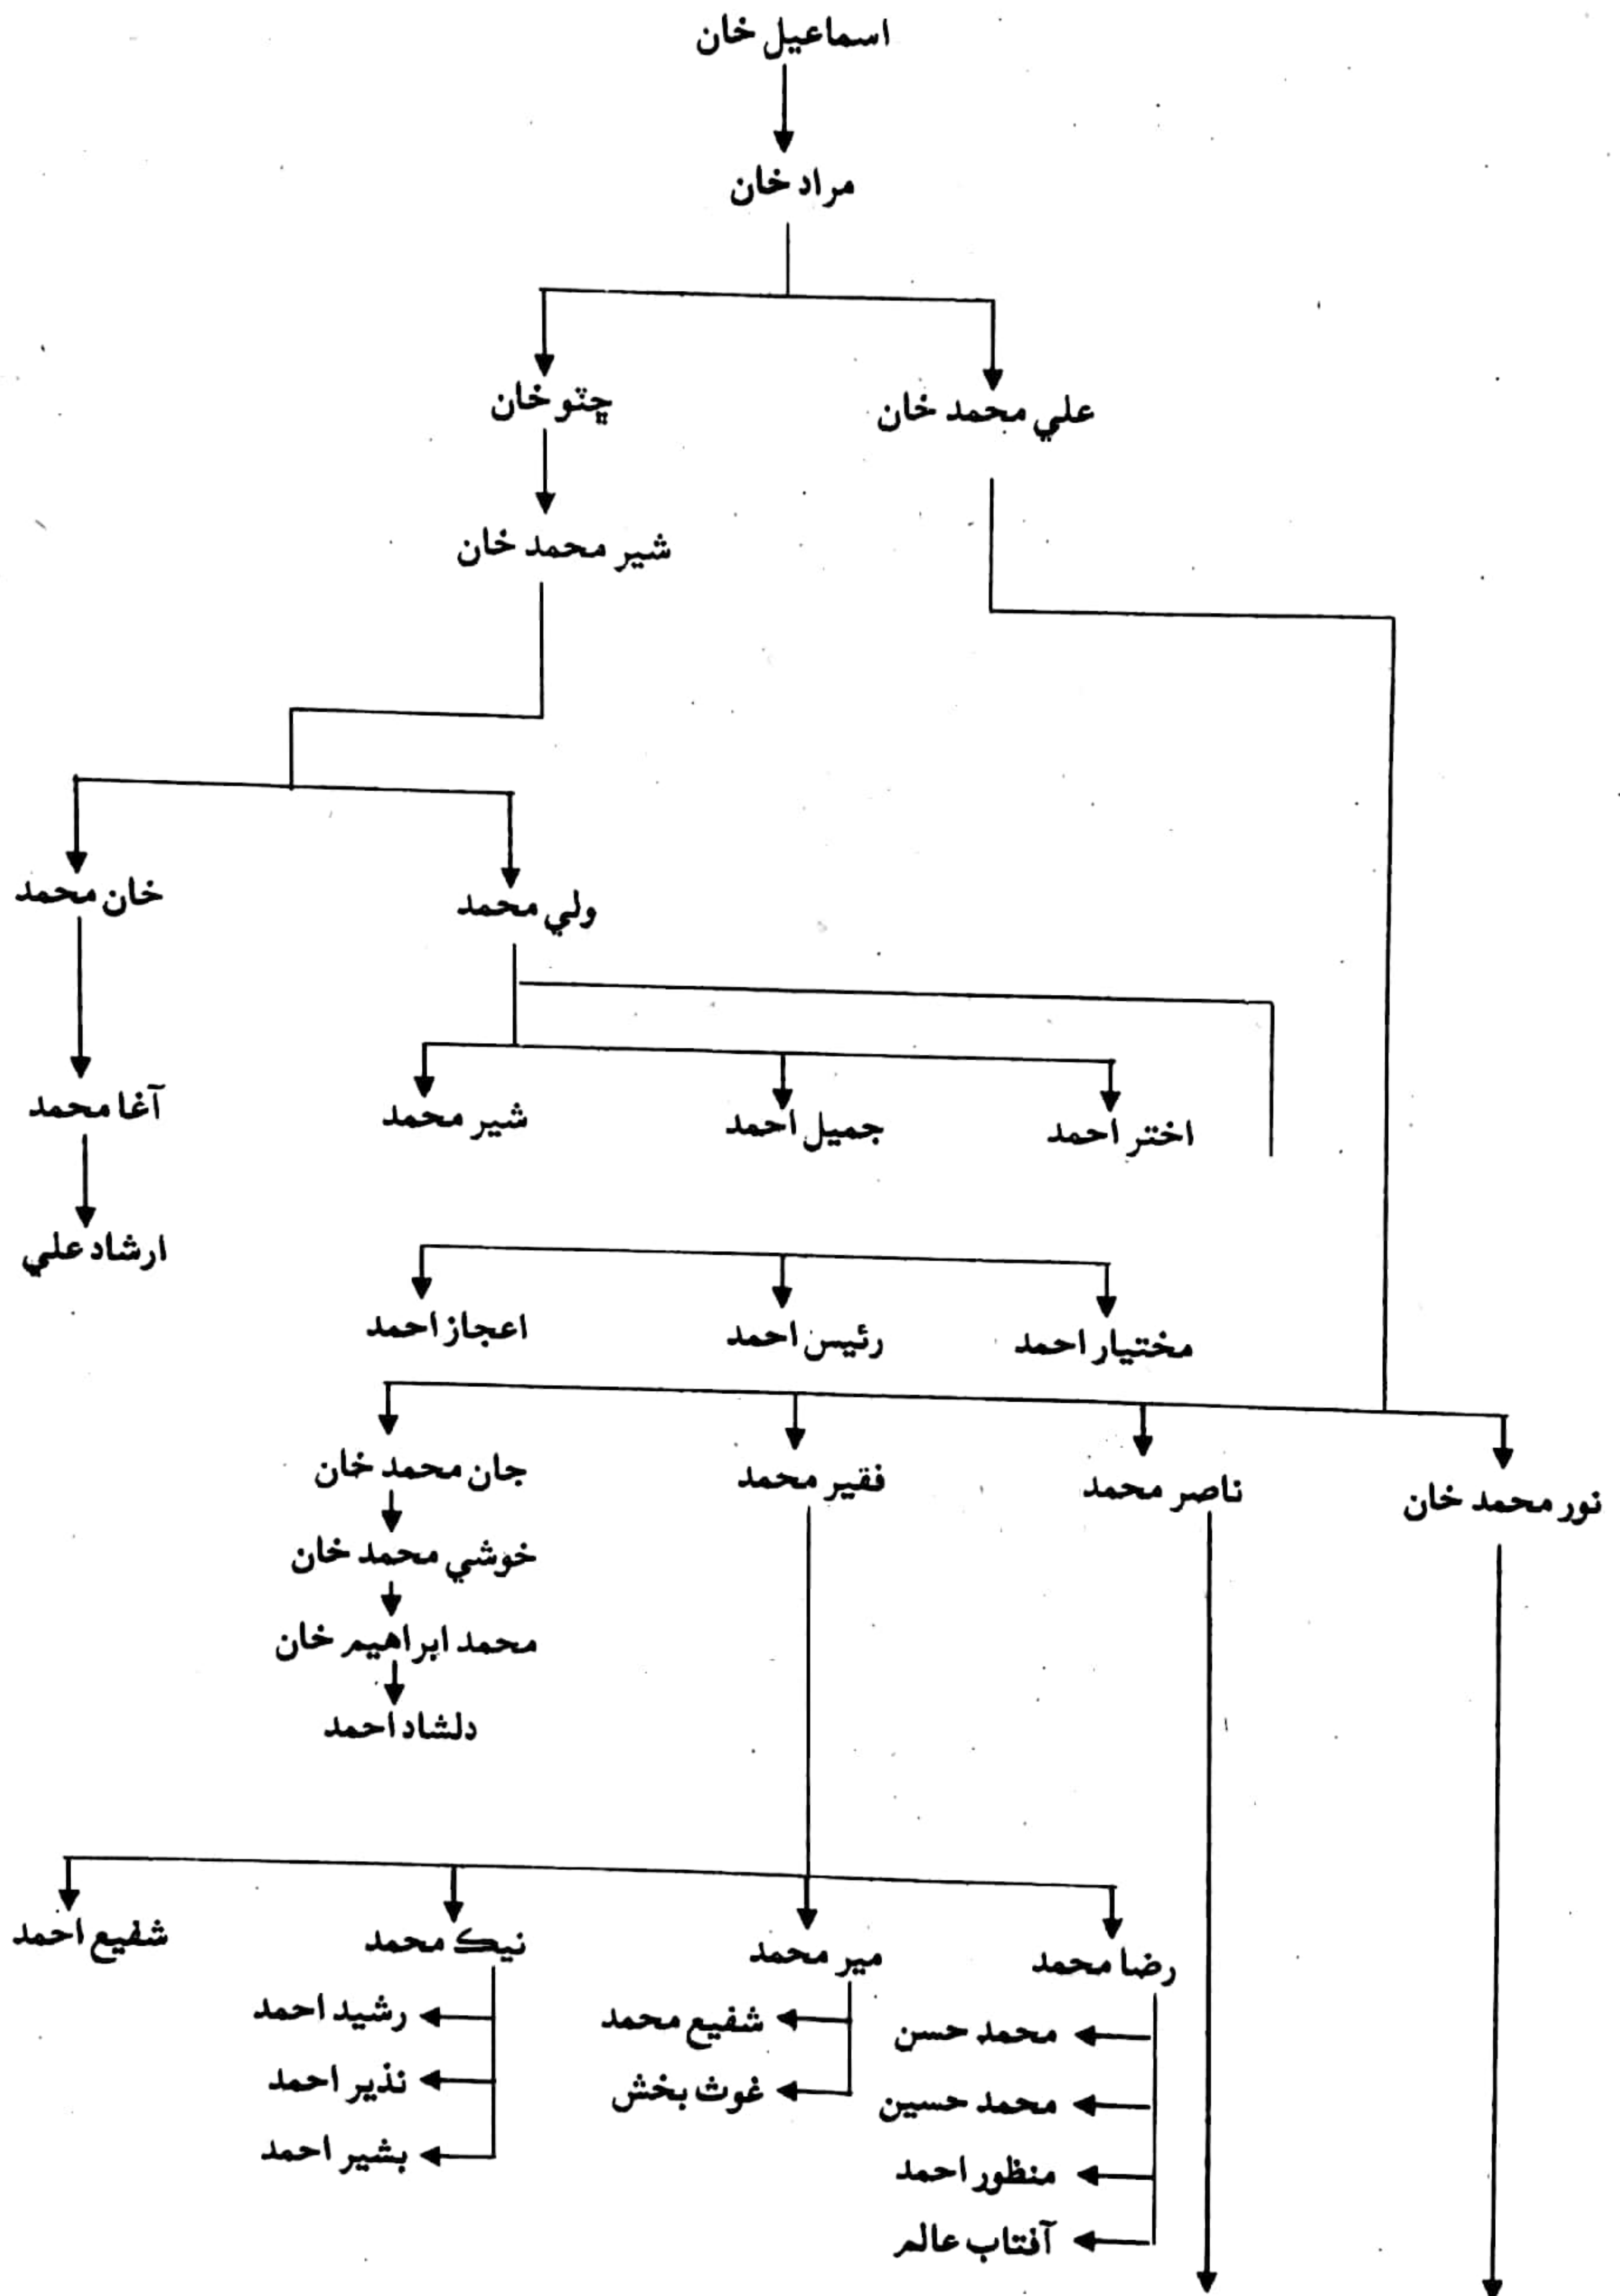 اسماعيل خان
مراد خان
علي محمد خان
چٽو خان
شير محمد خان
ولي محمد
خان محمد
اختر احمد
جميل احمد
شير محمد
آغا محمد
ارشاد علي
مختيار احمد
رئيس احمد
اعجاز احمد
نور محمد خان
ناصر محمد
فقير محمد
جان محمد خان
خوشي محمد خان
محمد ابراهيم خان
دلشاد احمد
رضا محمد
مير محمد
نيڪ محمد
شفيع احمد
محمد حسن
شفيع محمد
رشيد احمد
محمد حسين
غوث بخش
نذير احمد
منظور احمد
بشير احمد
آفتاب عالم